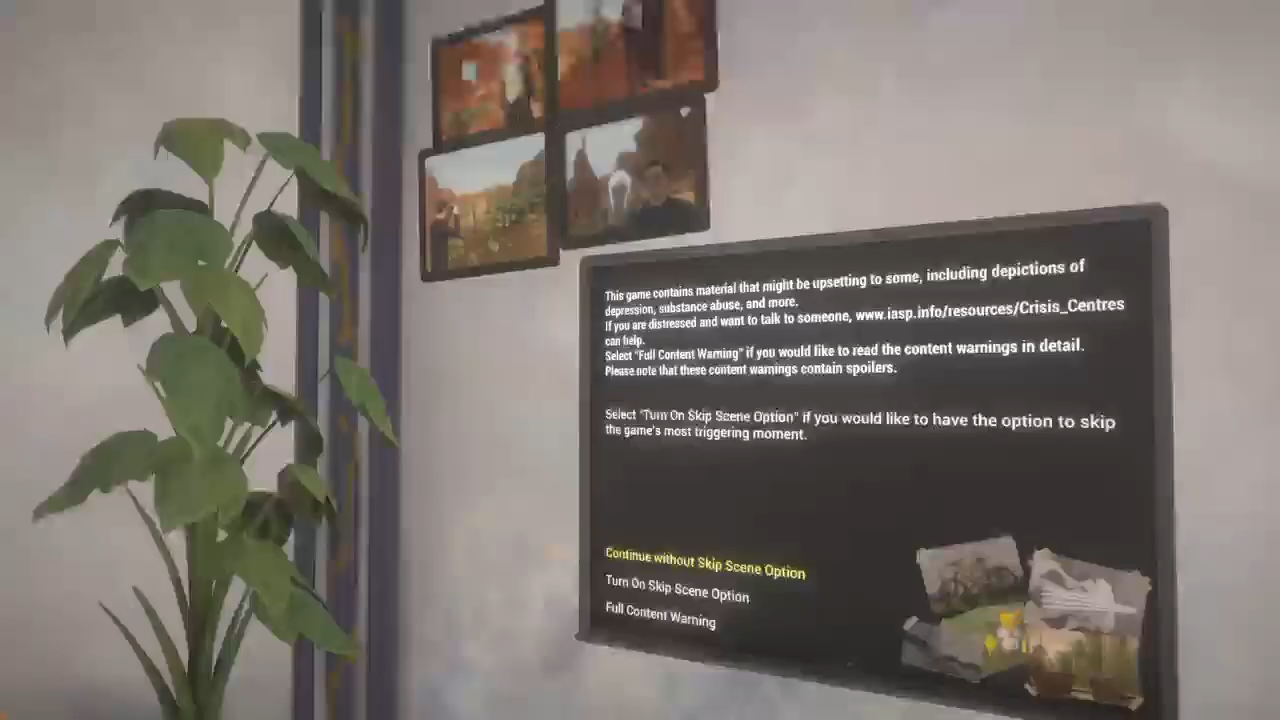 This game contains material that might be upsetting to some, including depictions of
depression, substance abuse, and more.
If you are distressed and want to talk to someone, www.iasp.info/resources/Crisis_Centres
can help.
Select "Full Content Warning" if you would like to read the content warnings in detail.
Please note that these content warnings contain spoilers.
Select "Turn On Skip Scene Option" if you would like to have the option to skip
the game's most triggering moment.
Continue without Skip Scene Option
Turn On Skip Scene Option
Full Content Warning